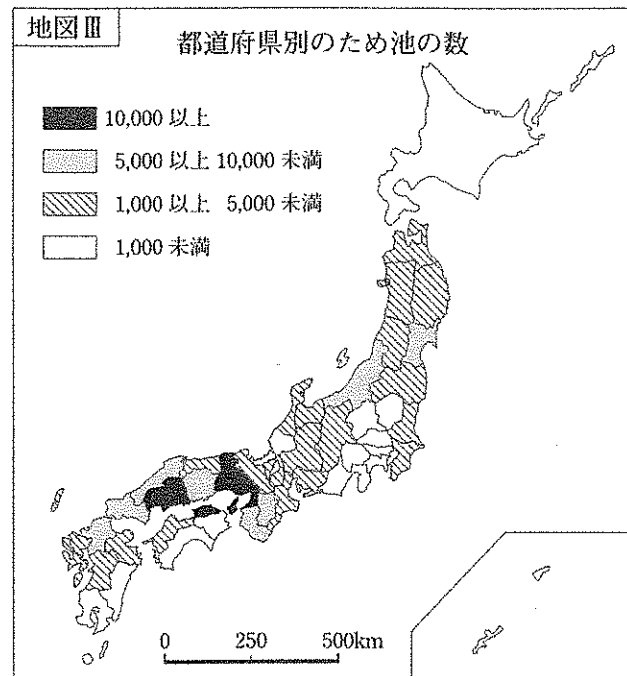 地図Ⅲ
都道府県別のため池の数
10,000 以上
5,000 以上 10,000 未満
1,000 以上 5,000 未満
1,000 未満
0 250 500km